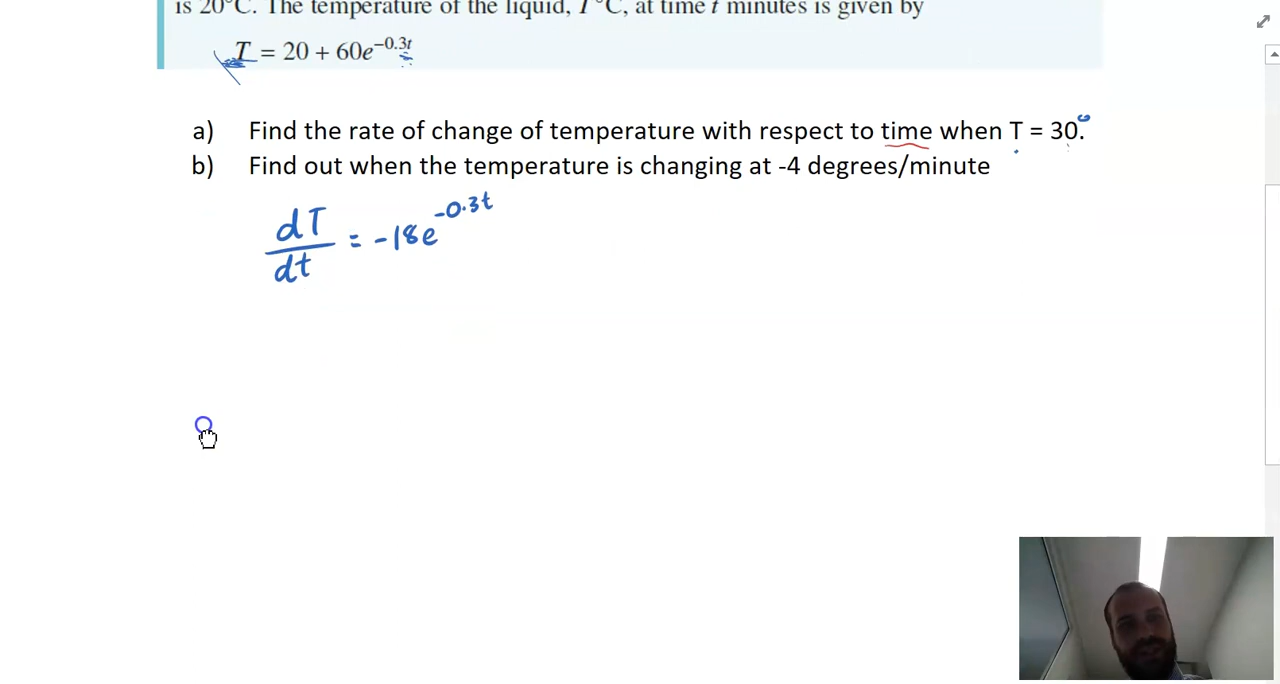 is 20°C. The temperature of the liquid, T °C, at time t minutes is given by
T = 20 + 60e^−0.3t
a) Find the rate of change of temperature with respect to time when T = 30°.
b) Find out when the temperature is changing at -4 degrees/minute
dT/dt = -18e^-0.3t